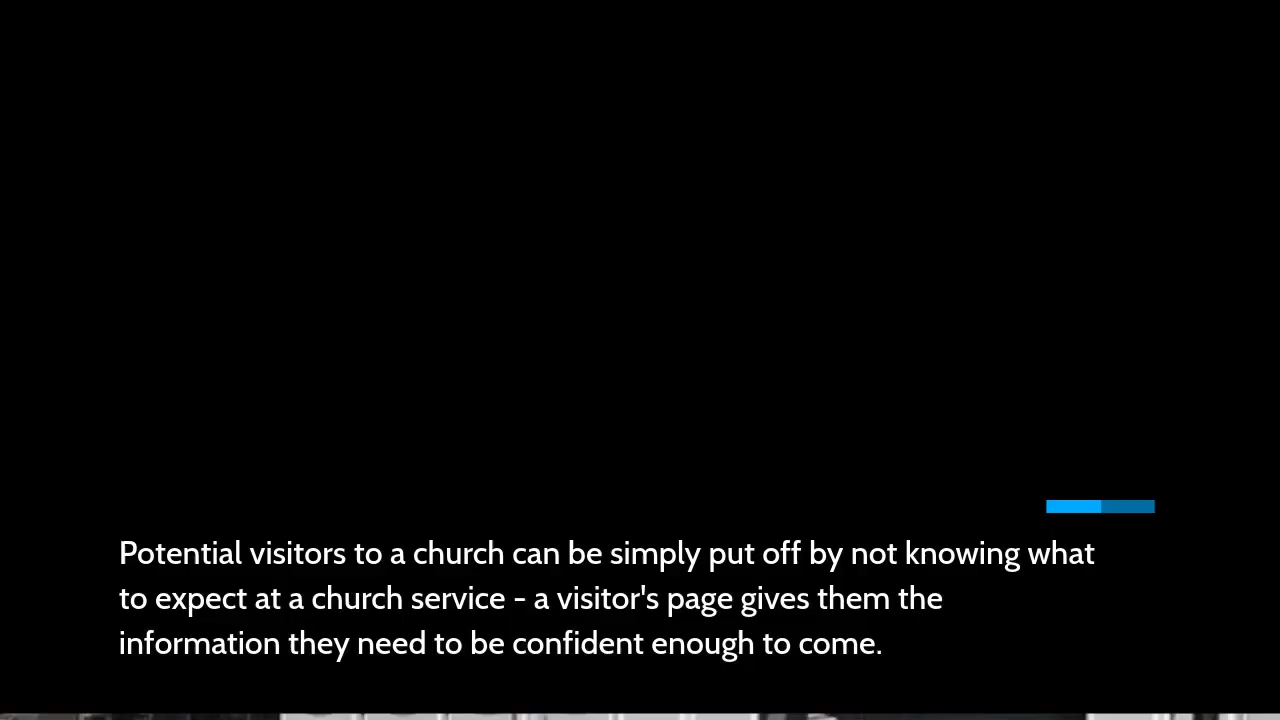 Potential visitors to a church can be simply put off by not knowing what
to expect at a church service - a visitor's page gives them the
information they need to be confident enough to come.